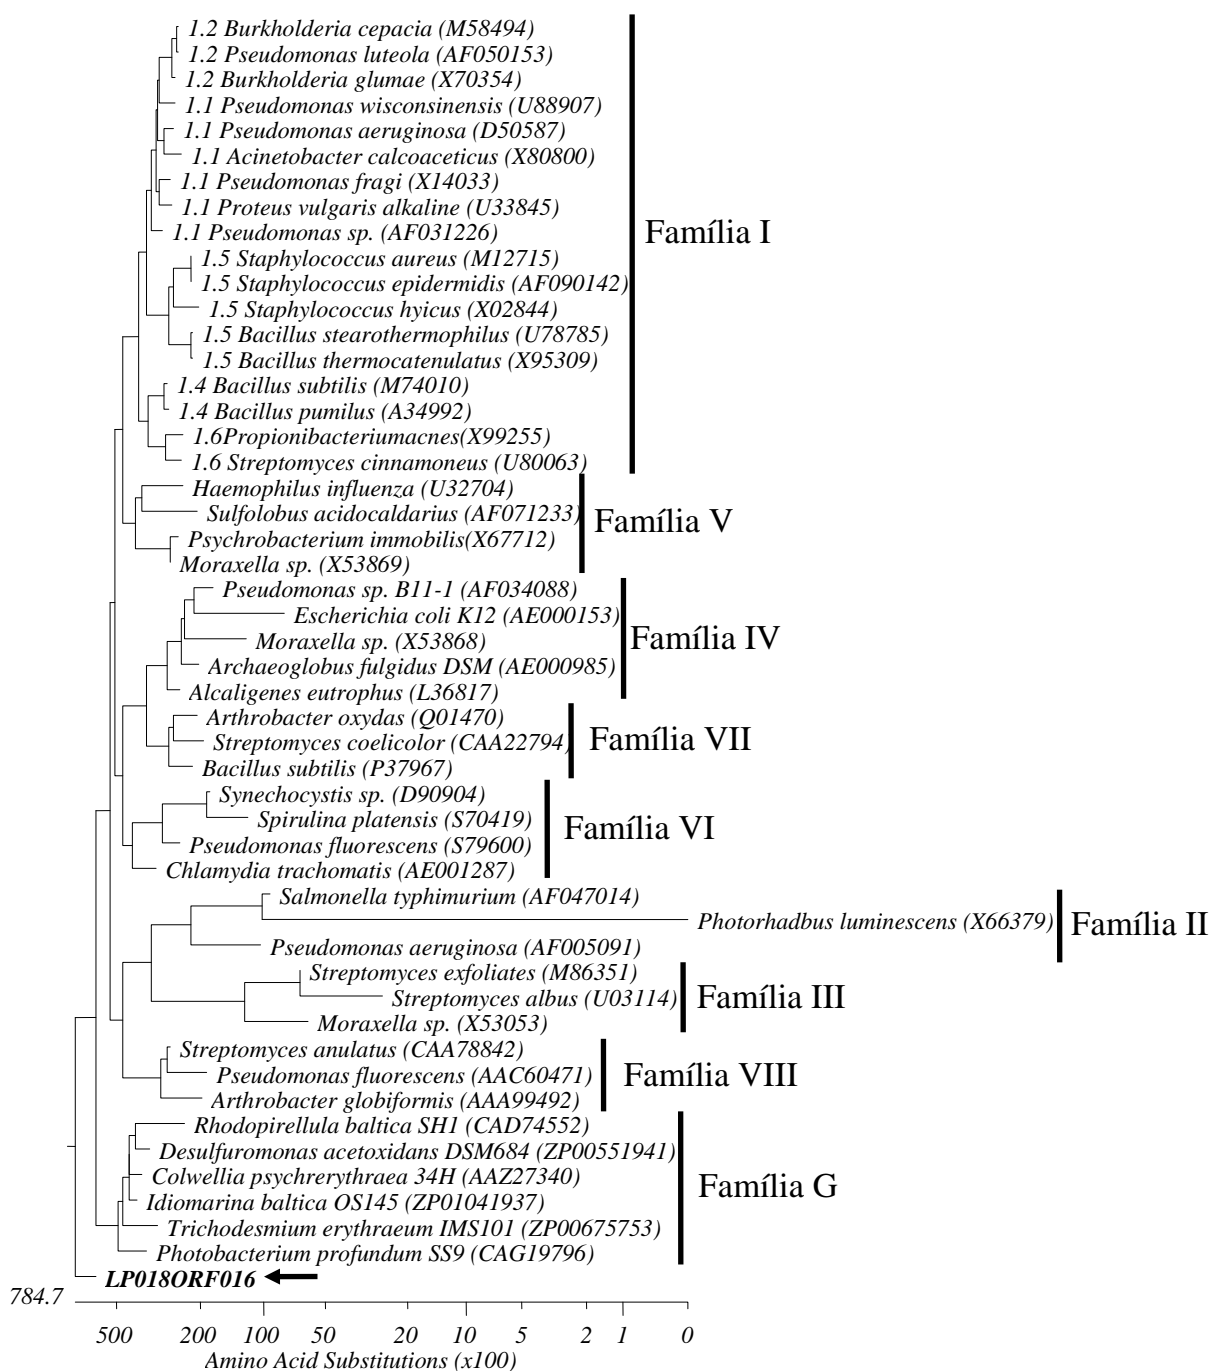 1.2 Burkholderia cepacia (M58494)
1.2 Pseudomonas luteola (AF050153)
1.2 Burkholderia glumae (X70354)
1.1 Pseudomonas wisconsinensis (U88907)
1.1 Pseudomonas aeruginosa (D50587)
1.1 Acinetobacter calcoaceticus (X80800)
1.1 Pseudomonas fragi (X14033)
1.1 Proteus vulgaris alkaline (U33845)
1.1 Pseudomonas sp. (AF031226)
Família I
1.5 Staphylococcus aureus (M12715)
1.5 Staphylococcus epidermidis (AF090142)
1.5 Staphylococcus hyicus (X02844)
1.5 Bacillus stearothermophilus (U78785)
1.5 Bacillus thermocatenulatus (X95309)
1.4 Bacillus subtilis (M74010)
1.4 Bacillus pumilus (A34992)
1.6Propionibacteriumacnes(X99255)
1.6 Streptomyces cinnamoneus (U80063)
Haemophilus influenza (U32704)
Sulfolobus acidocaldarius (AF071233)
Família V
Psychrobacterium immobilis(X67712)
Moraxella sp. (X53869)
Pseudomonas sp. B11-1 (AF034088)
Escherichia coli K12 (AE000153)
Moraxella sp. (X53868)
Família IV
Archaeoglobus fulgidus DSM (AE000985)
Alcaligenes eutrophus (L36817)
Arthrobacter oxydas (Q01470)
Streptomyces coelicolor (CAA22794)
Família VII
Bacillus subtilis (P37967)
Synechocystis sp. (D90904)
Spirulina platensis (S70419)
Família VI
Pseudomonas fluorescens (S79600)
Chlamydia trachomatis (AE001287)
Salmonella typhimurium (AF047014)
Photorhadbus luminescens (X66379)
Família II
Pseudomonas aeruginosa (AF005091)
Streptomyces exfoliates (M86351)
Streptomyces albus (U03114)
Família III
Moraxella sp. (X53053)
Streptomyces anulatus (CAA78842)
Pseudomonas fluorescens (AAC60471)
Família VIII
Arthrobacter globiformis (AAA99492)
Rhodopirellula baltica SH1 (CAD74552)
Desulfuromonas acetoxidans DSM684 (ZP00551941)
Colwellia psychrerythraea 34H (AAZ27340)
Família G
Idiomarina baltica OS145 (ZP01041937)
Trichodesmium erythraeum IMS101 (ZP00675753)
Photobacterium profundum SS9 (CAG19796)
LP018ORF016
784.7
500 200 100 50 20 10 5 2 1 0
Amino Acid Substitutions (x100)